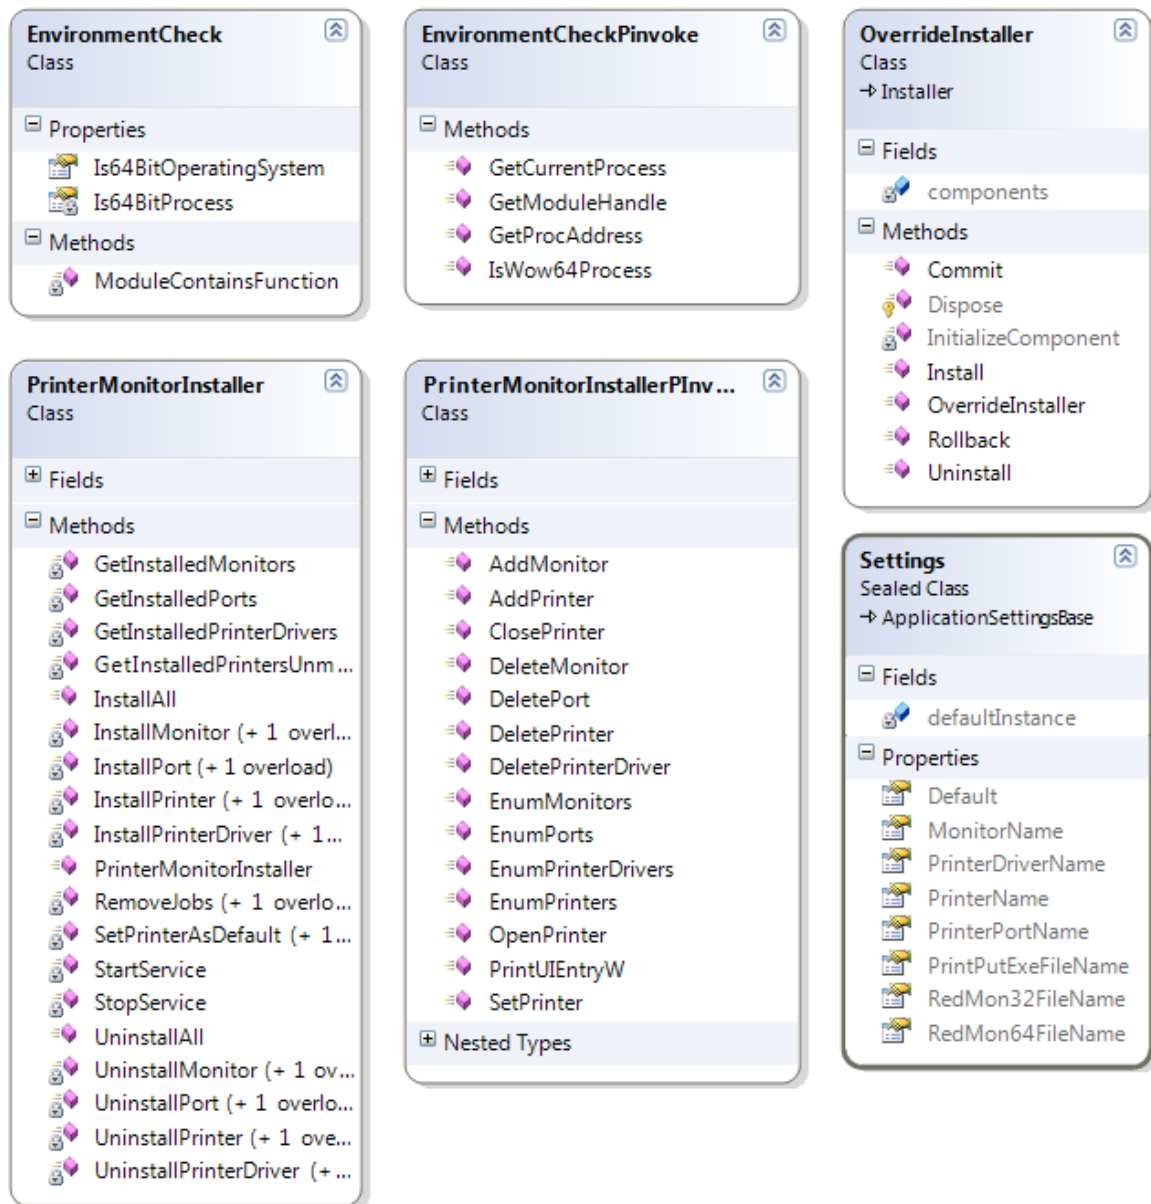 EnvironmentCheck
Class
Properties
Is64BitOperatingSystem
Is64BitProcess
Methods
ModuleContainsFunction
EnvironmentCheckPinvoke
Class
Methods
GetCurrentProcess
GetModuleHandle
GetProcAddress
IsWow64Process
OverrideInstaller
Class
Installer
Fields
components
Methods
Commit
Dispose
InitializeComponent
Install
OverrideInstaller
Rollback
Uninstall
PrinterMonitorInstaller
Class
Fields
Methods
GetInstalledMonitors
GetInstalledPorts
GetInstalledPrinterDrivers
GetInstalledPrintersUnm...
InstallAll
InstallMonitor (+ 1 overl...
InstallPort (+ 1 overload)
InstallPrinter (+ 1 overlo...
InstallPrinterDriver (+ 1...
PrinterMonitorInstaller
RemoveJobs (+ 1 overlo...
SetPrinterAsDefault (+ 1...
StartService
StopService
UninstallAll
UninstallMonitor (+ 1 ov...
UninstallPort (+ 1 overlo...
UninstallPrinter (+ 1 ove...
UninstallPrinterDriver (+ ...
PrinterMonitorInstallerPInv...
Class
Fields
Methods
AddMonitor
AddPrinter
ClosePrinter
DeleteMonitor
DeletePort
DeletePrinter
DeletePrinterDriver
EnumMonitors
EnumPorts
EnumPrinterDrivers
EnumPrinters
OpenPrinter
PrintUIEntryW
SetPrinter
Nested Types
Settings
Sealed Class
ApplicationSettingsBase
Fields
defaultInstance
Properties
Default
MonitorName
PrinterDriverName
PrinterName
PrinterPortName
PrintPutExeFileName
RedMon32FileName
RedMon64FileName